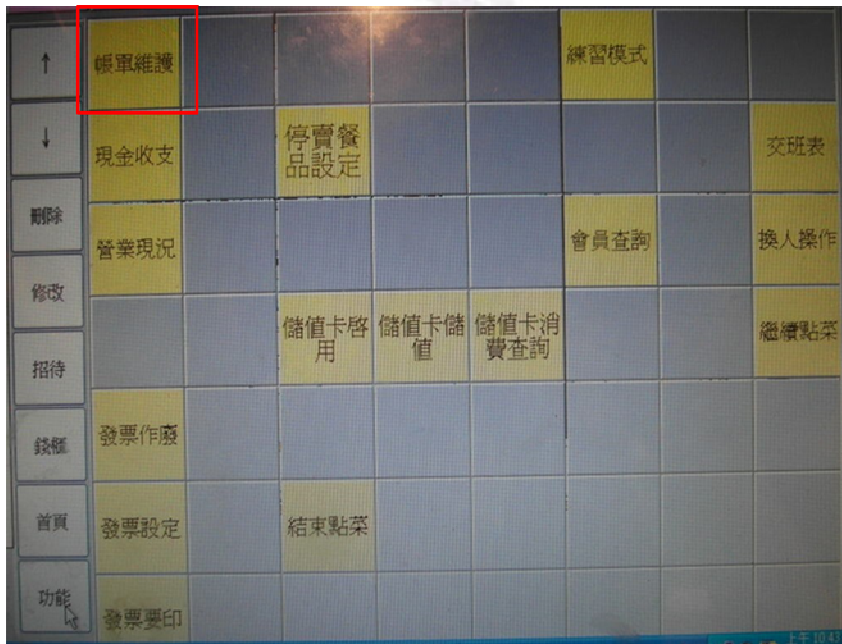 ↑
帳單維護
練習模式
↓
現金收支
停賣餐
品設定
交班表
刪除
營業現況
會員查詢
換人操作
修改
儲值卡啓
用
儲值卡儲
值
儲值卡消
費查詢
繼續點菜
招待
發票作廢
錢櫃
首頁
發票設定
結束點菜
功能
發票要印
上午 10:43